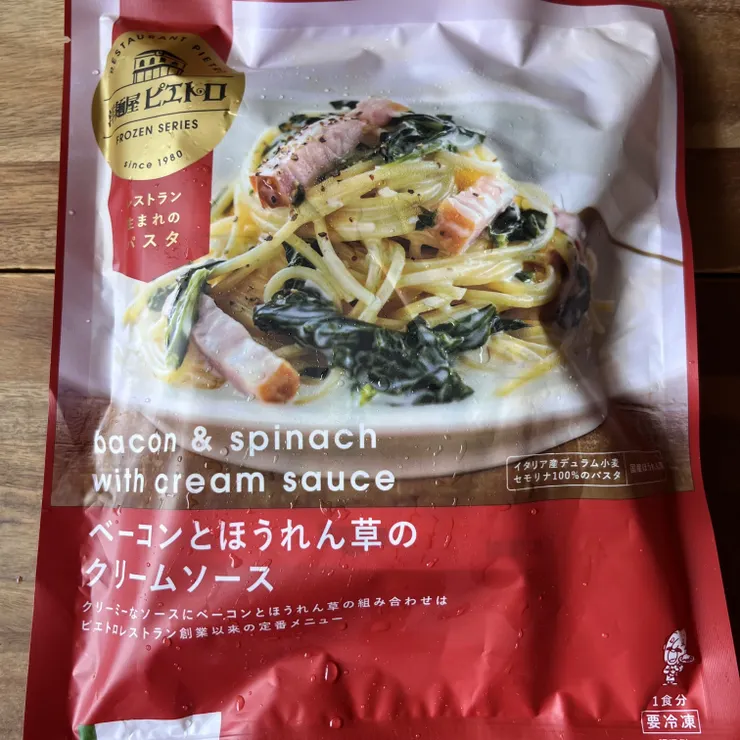 RESTAURANT PIETRO
麺屋ピエトロ
FROZEN SERIES
since 1980
レストラン
生まれの
パスタ
bacon & spinach
with cream sauce
イタリア産デュラム小麦
セモリナ100%のパスタ
ベーコンとほうれん草の
クリームソース
クリーミーなソースにベーコンとほうれん草の組み合わせは
ピエトロレストラン創業以来の定番メニュー
1食分
要冷凍